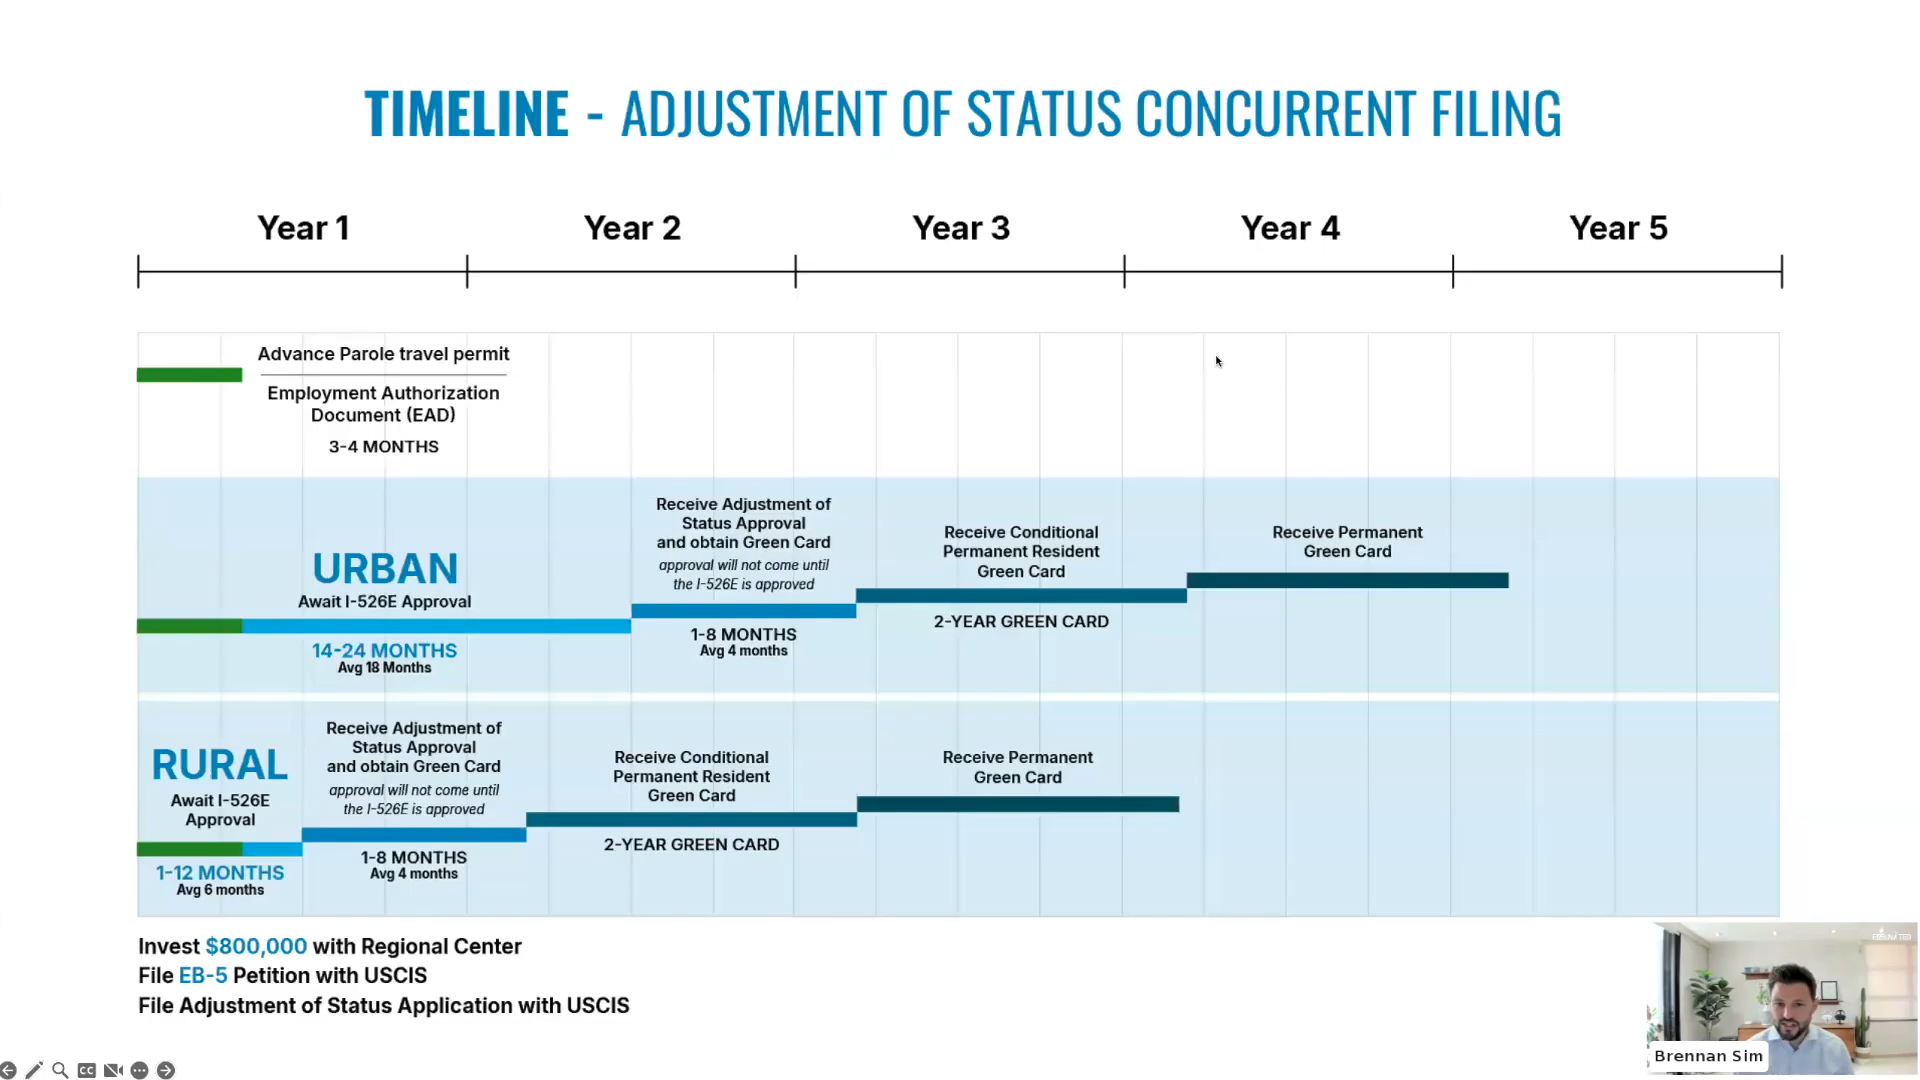 TIMELINE - ADJUSTMENT OF STATUS CONCURRENT FILING
Year 1
Year 2
Year 3
Year 4
Year 5
Advance Parole travel permit
Employment Authorization
Document (EAD)
3-4 MONTHS
URBAN
Await I-526E Approval
14-24 MONTHS
Avg 18 Months
Receive Adjustment of
Status Approval
and obtain Green Card
approval will not come until
the I-526E is approved
1-8 MONTHS
Avg 4 months
Receive Conditional
Permanent Resident
Green Card
2-YEAR GREEN CARD
Receive Permanent
Green Card
RURAL
Await I-526E
Approval
1-12 MONTHS
Avg 6 months
Receive Adjustment of
Status Approval
and obtain Green Card
approval will not come until
the I-526E is approved
1-8 MONTHS
Avg 4 months
Receive Conditional
Permanent Resident
Green Card
2-YEAR GREEN CARD
Receive Permanent
Green Card
Invest $800,000 with Regional Center
File EB-5 Petition with USCIS
File Adjustment of Status Application with USCIS
CC
Brennan Sim